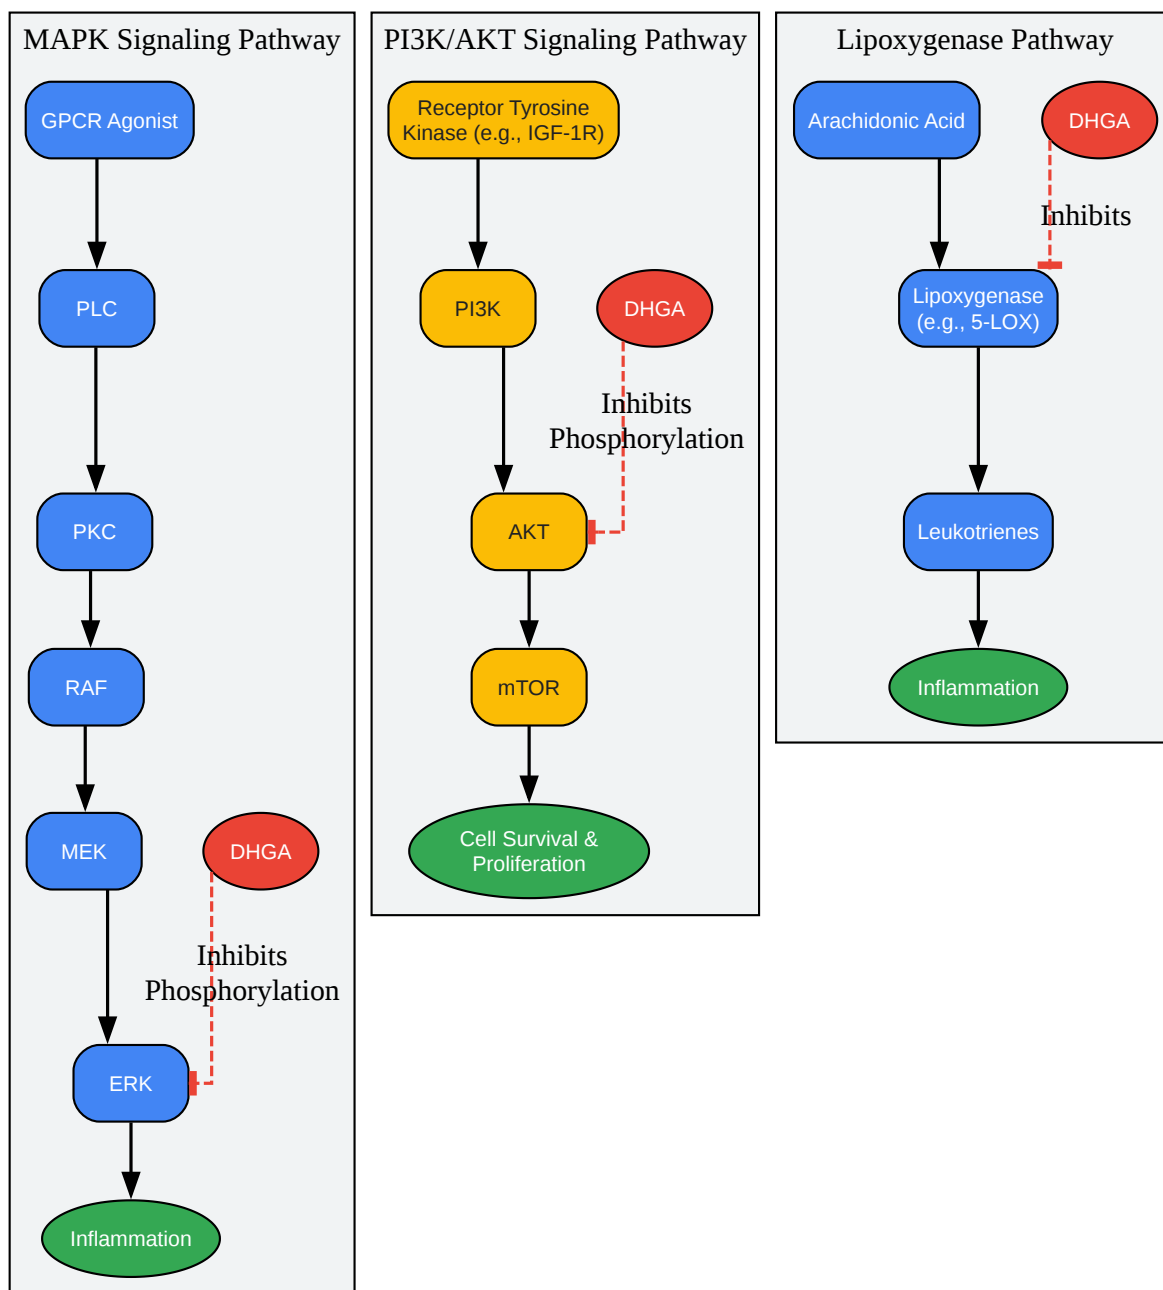 MAPK Signaling Pathway
GPCR Agonist
PLC
PKC
RAF
MEK
DHGA
Inhibits
Phosphorylation
ERK
Inflammation
PI3K/AKT Signaling Pathway
Receptor Tyrosine
Kinase (e.g., IGF-1R)
PI3K
DHGA
Inhibits
Phosphorylation
AKT
mTOR
Cell Survival &
Proliferation
Lipoxygenase Pathway
Arachidonic Acid
DHGA
Inhibits
Lipoxygenase
(e.g., 5-LOX)
Leukotrienes
Inflammation